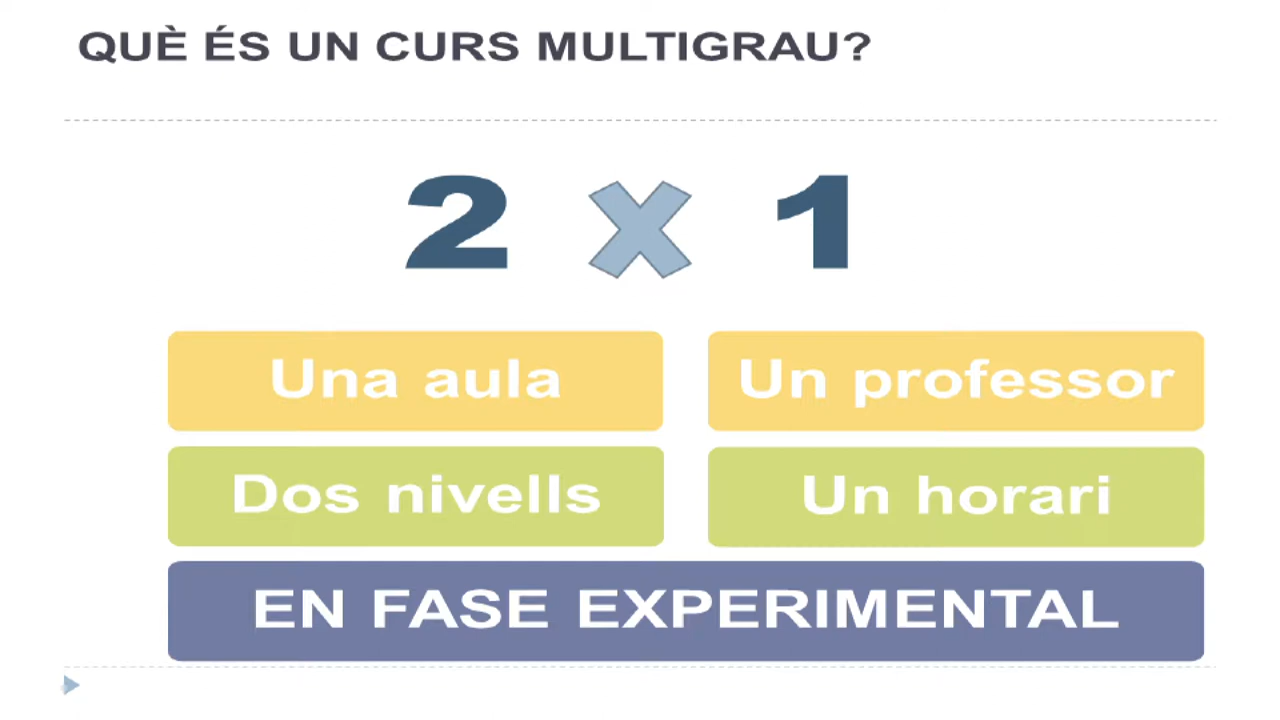 QUÈ ÉS UN CURS MULTIGRAU?
2 x 1
Una aula
Un professor
Dos nivells
Un horari
EN FASE EXPERIMENTAL